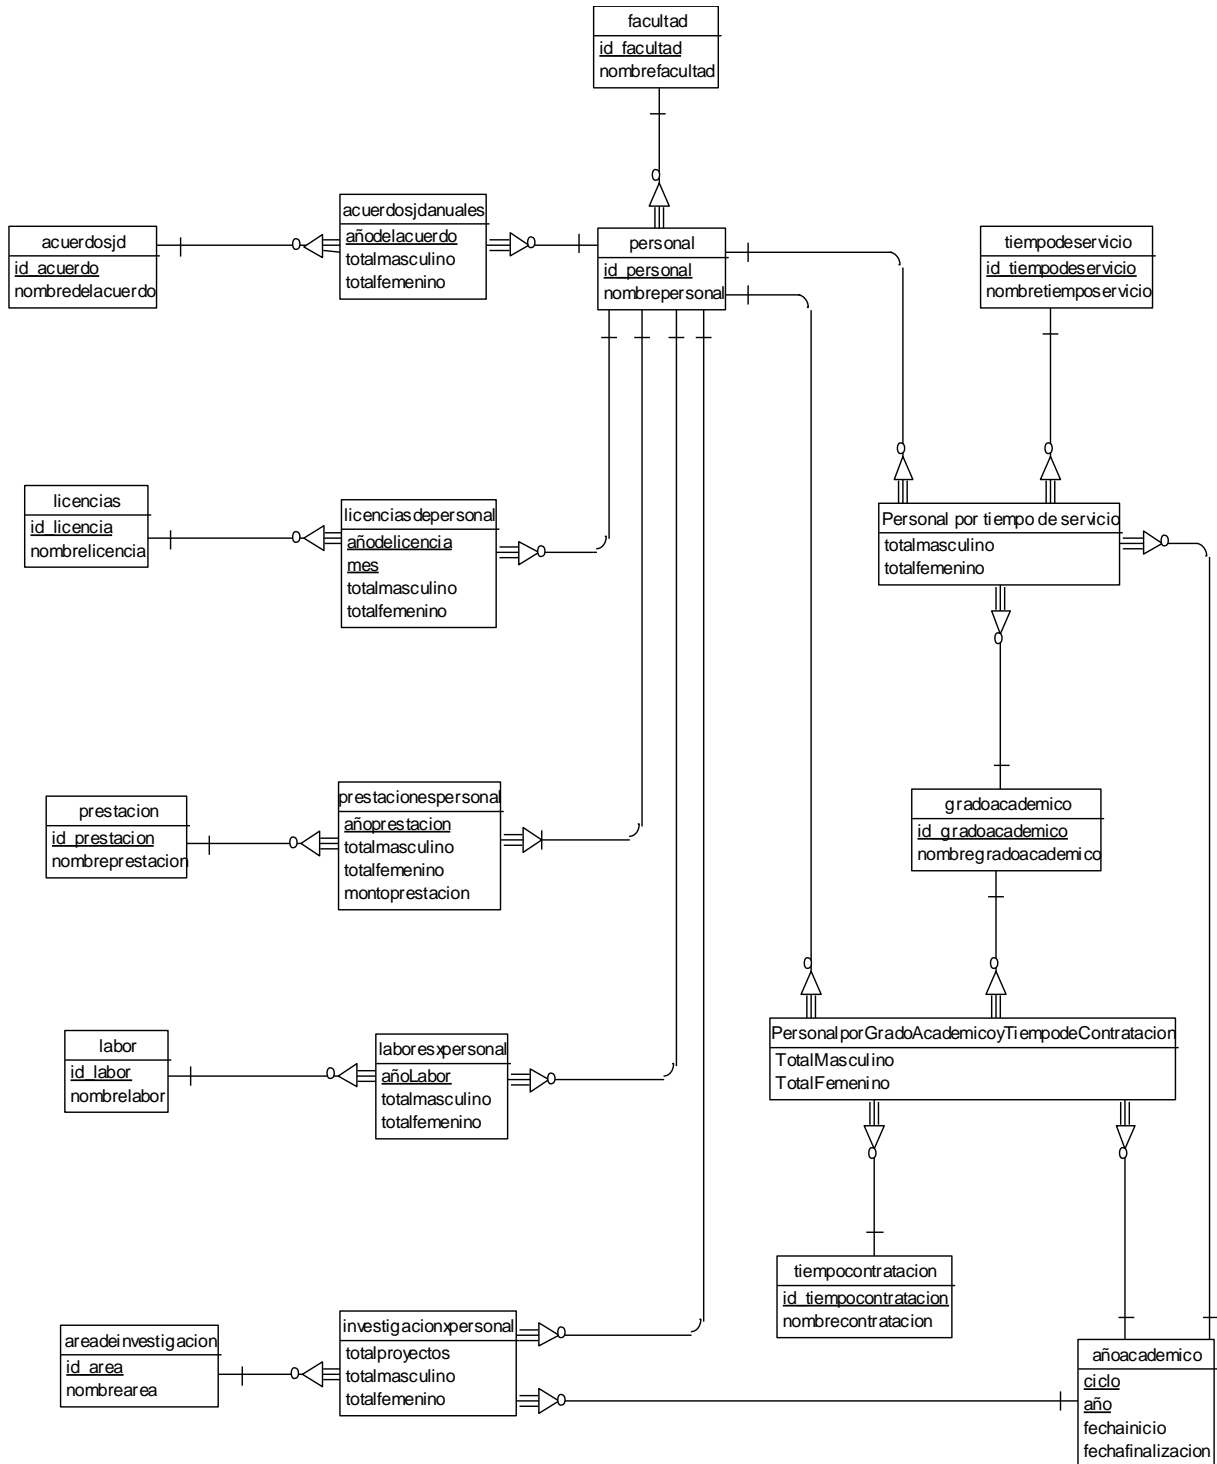 facultad
id_facultad
nombrefacultad
acuerdosjd
id_acuerdo
nombredelacuerdo
acuerdosjdanuales
añodelacuerdo
totalmasculino
totalfemenino
personal
id_personal
nombrepersonal
tiempodeservicio
id_tiempodeservicio
nombretiemposervicio
licencias
id_licencia
nombrelicencia
licenciasdepersonal
añodelicencia
mes
totalmasculino
totalfemenino
Personal por tiempo de servicio
totalmasculino
totalfemenino
prestacion
id_prestacion
nombreprestacion
prestacionespersonal
añoprestacion
totalmasculino
totalfemenino
montoprestacion
gradoacademico
id_gradoacademico
nombregradoacademico
labor
id_labor
nombrelabor
laboresxpersonal
añoLabor
totalmasculino
totalfemenino
PersonalporGradoAcademicoyTiempodeContratacion
TotalMasculino
TotalFemenino
tiempocontratacion
id_tiempocontratacion
nombrecontratacion
areadeinvestigacion
id_area
nombrearea
investigacionxpersonal
totalproyectos
totalmasculino
totalfemenino
añoacademico
ciclo
año
fechainicio
fechafinalizacion